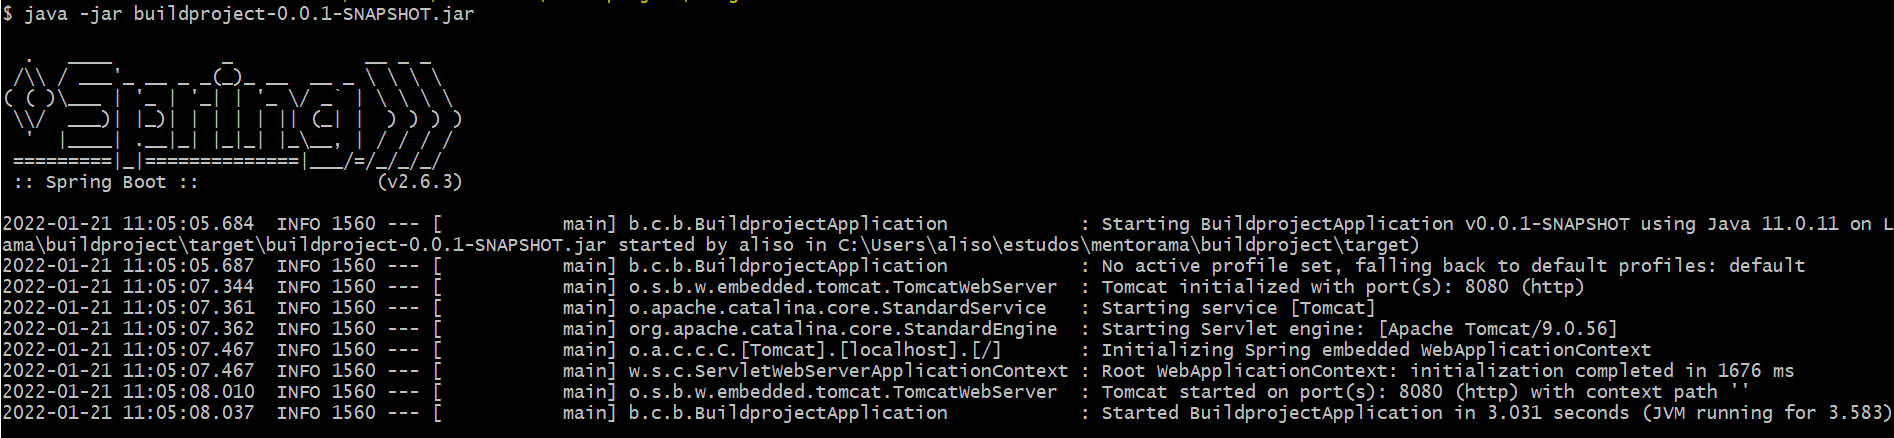 $ java -jar buildproject-0.0.1-SNAPSHOT.jar
  .   ____          _            __ _ _
 /\\ / ___'_ __ _ _(_)_ __  __ _ \ \ \ \
( ( )\___ | '_ | '_| | '_ \/ _` | \ \ \ \
 \\/  ___)| |_)| | | | | || (_| |  ) ) ) )
  '  |____| .__|_| |_|_| |_\__, | / / / /
 =========|_|==============|___/=/_/_/_/
 :: Spring Boot ::                (v2.6.3)
2022-01-21 11:05:05.684  INFO 1560 --- [           main] b.c.b.BuildprojectApplication            : Starting BuildprojectApplication v0.0.1-SNAPSHOT using Java 11.0.11 on L
ama\buildproject\target\buildproject-0.0.1-SNAPSHOT.jar started by aliso in C:\Users\aliso\estudos\mentorama\buildproject\target)
2022-01-21 11:05:05.687  INFO 1560 --- [           main] b.c.b.BuildprojectApplication            : No active profile set, falling back to default profiles: default
2022-01-21 11:05:07.344  INFO 1560 --- [           main] o.s.b.w.embedded.tomcat.TomcatWebServer  : Tomcat initialized with port(s): 8080 (http)
2022-01-21 11:05:07.361  INFO 1560 --- [           main] o.apache.catalina.core.StandardService   : Starting service [Tomcat]
2022-01-21 11:05:07.362  INFO 1560 --- [           main] org.apache.catalina.core.StandardEngine  : Starting Servlet engine: [Apache Tomcat/9.0.56]
2022-01-21 11:05:07.467  INFO 1560 --- [           main] o.a.c.c.C.[Tomcat].[localhost].[/]       : Initializing Spring embedded WebApplicationContext
2022-01-21 11:05:07.467  INFO 1560 --- [           main] w.s.c.ServletWebServerApplicationContext : Root WebApplicationContext: initialization completed in 1676 ms
2022-01-21 11:05:08.010  INFO 1560 --- [           main] o.s.b.w.embedded.tomcat.TomcatWebServer  : Tomcat started on port(s): 8080 (http) with context path ''
2022-01-21 11:05:08.037  INFO 1560 --- [           main] b.c.b.BuildprojectApplication            : Started BuildprojectApplication in 3.031 seconds (JVM running for 3.583)